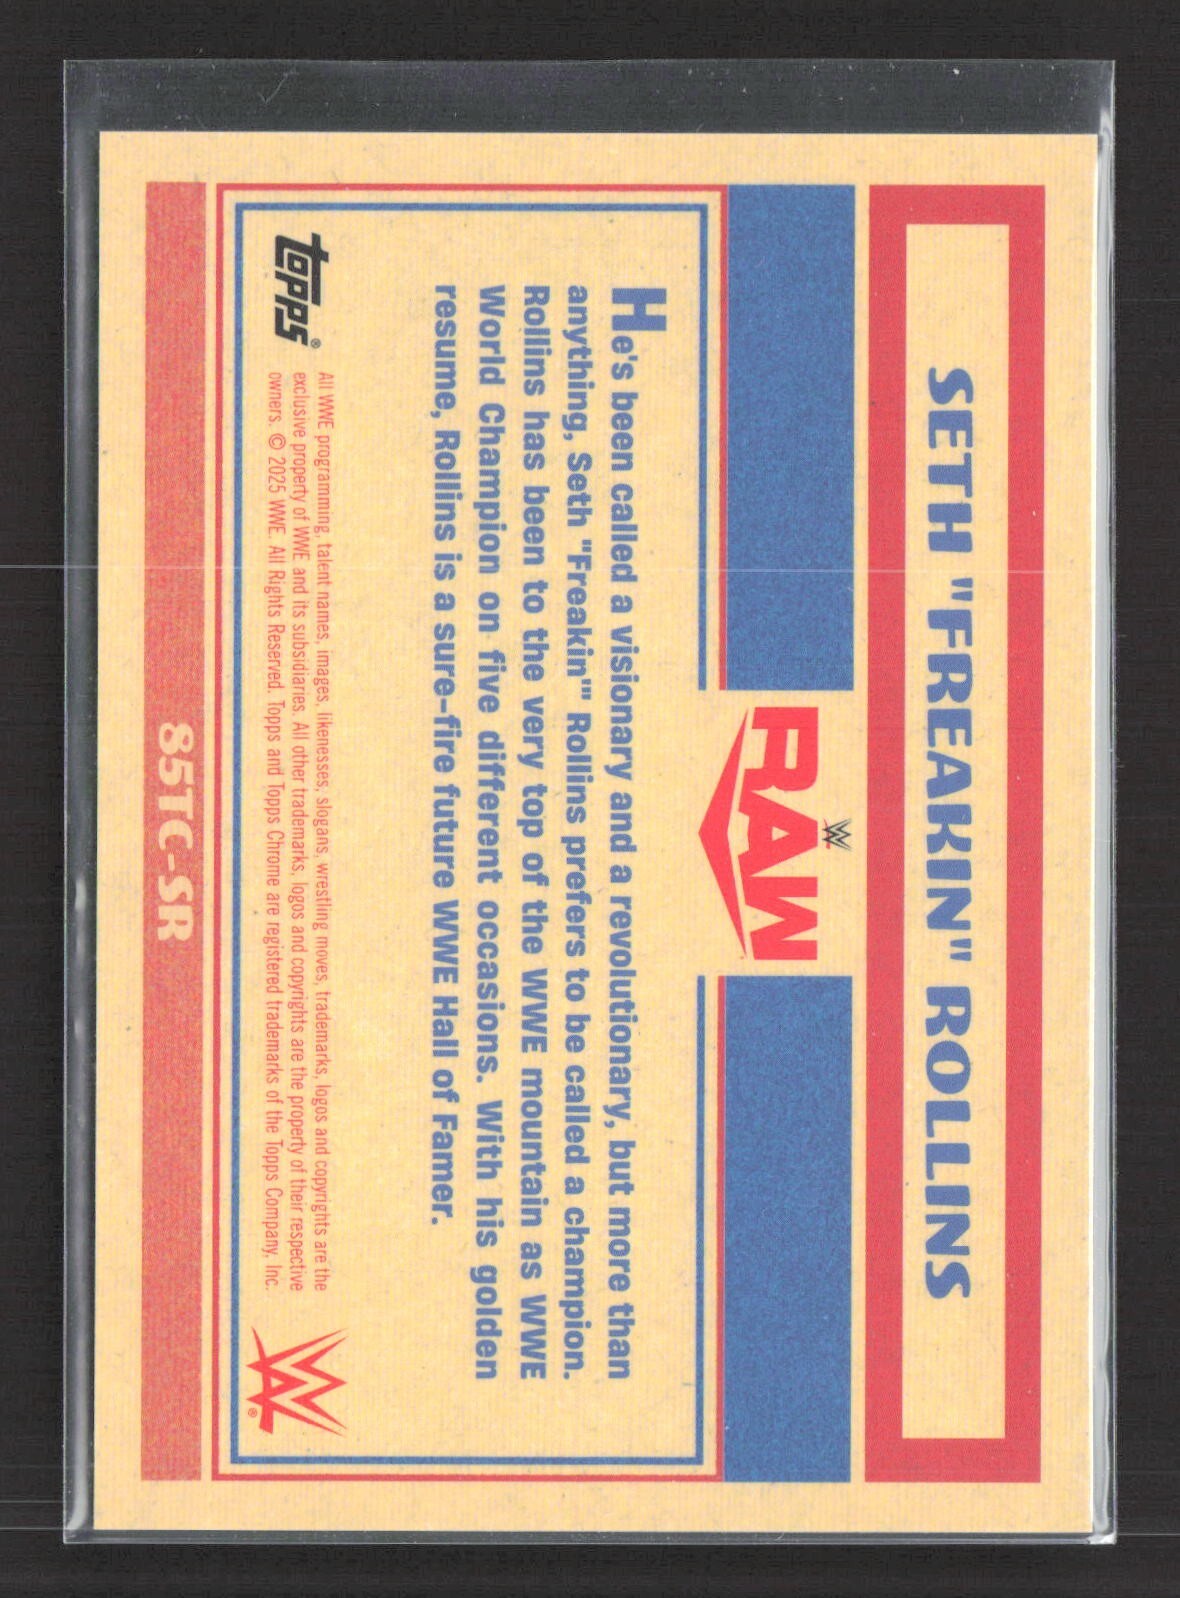 SETH "FREAKIN" ROLLINS
W
RAW
He's been called a visionary and a revolutionary, but more than
anything, Seth "Freakin'" Rollins prefers to be called a champion.
Rollins has been to the very top of the WWE mountain as WWE
World Champion on five different occasions. With his golden
resume, Rollins is a sure-fire future WWE Hall of Famer.
topps®
All WWE programming, talent names, images, likenesses, slogans, wrestling moves, trademarks, logos and copyrights are the
exclusive property of WWE and its subsidiaries. All other trademarks, logos and copyrights are the property of their respective
owners. © 2025 WWE. All Rights Reserved. Topps and Topps Chrome are registered trademarks of the Topps Company, Inc.
W®
85TC-SR